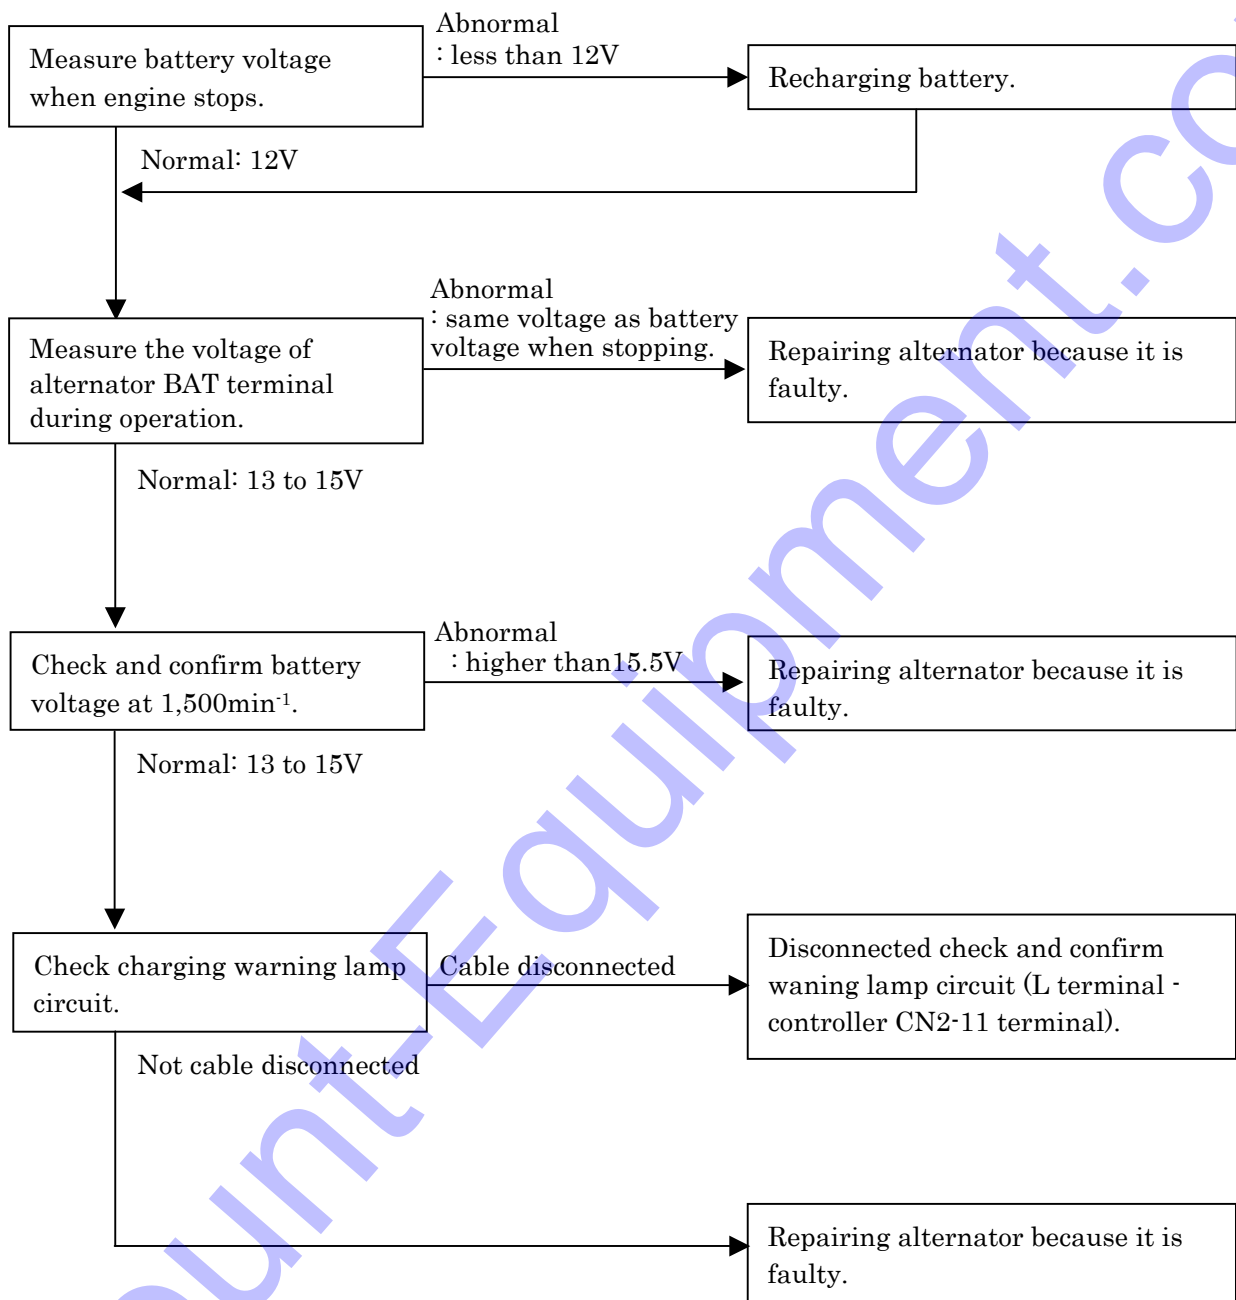 Abnormal
: less than 12V
Measure battery voltage
when engine stops.
Recharging battery.
Normal: 12V
Abnormal
: same voltage as battery
voltage when stopping.
Measure the voltage of
alternator BAT terminal
during operation.
Repairing alternator because it is
faulty.
Normal: 13 to 15V
Abnormal
: higher than15.5V
Check and confirm battery
voltage at 1,500min-1.
Repairing alternator because it is
faulty.
Normal: 13 to 15V
Check charging warning lamp
circuit.
Cable disconnected
Disconnected check and confirm
waning lamp circuit (L terminal -
controller CN2-11 terminal).
Not cable disconnected
Repairing alternator because it is
faulty.
unt-Equipment.co